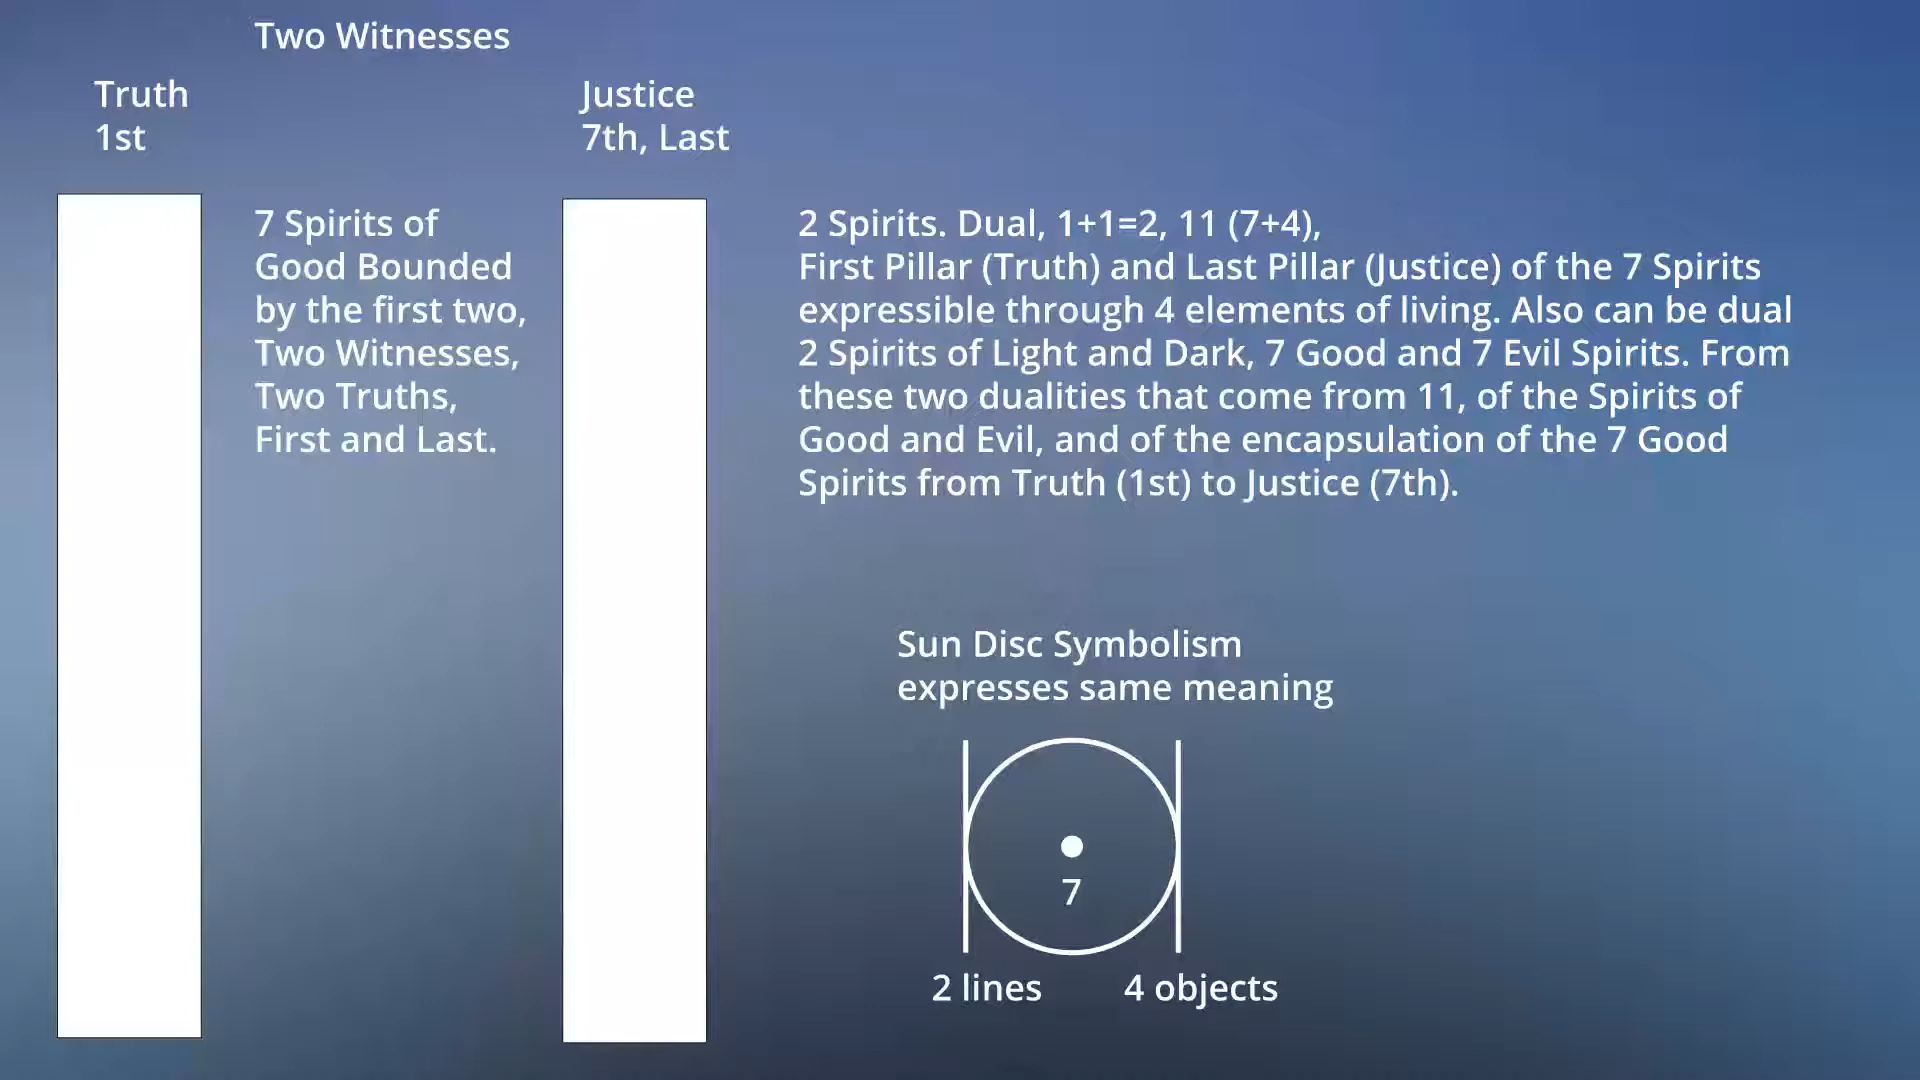 Two Witnesses
Truth
1st
Justice
7th, Last
7 Spirits of
Good Bounded
by the first two,
Two Witnesses,
Two Truths,
First and Last.
2 Spirits. Dual, 1+1=2, 11 (7+4),
First Pillar (Truth) and Last Pillar (Justice) of the 7 Spirits
expressible through 4 elements of living. Also can be dual
2 Spirits of Light and Dark, 7 Good and 7 Evil Spirits. From
these two dualities that come from 11, of the Spirits of
Good and Evil, and of the encapsulation of the 7 Good
Spirits from Truth (1st) to Justice (7th).
Sun Disc Symbolism
expresses same meaning
7
2 lines
4 objects